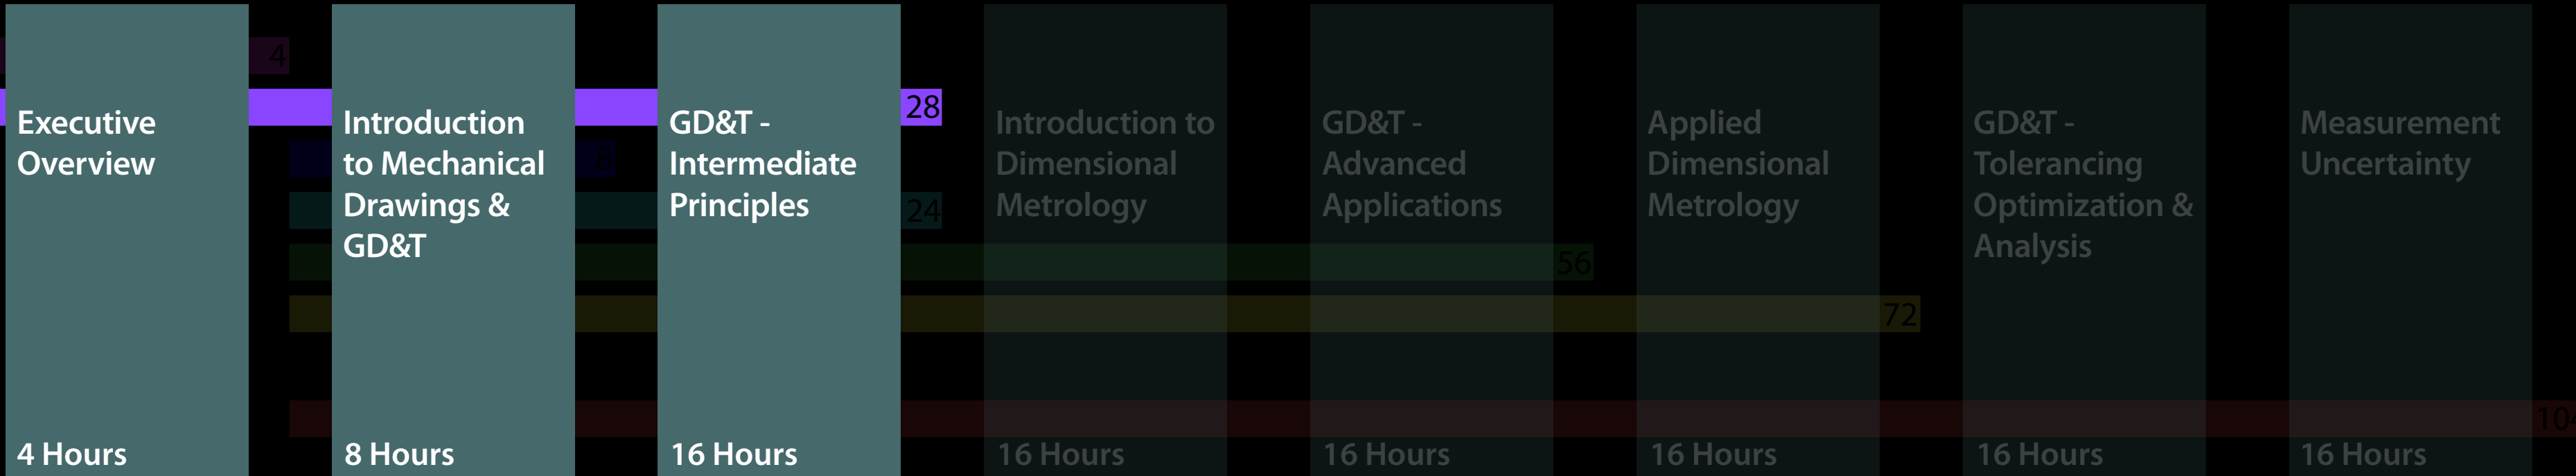 4
28
8
24
56
72
104
Executive
Overview
4 Hours
Introduction
to Mechanical
Drawings &
GD&T
8 Hours
GD&T -
Intermediate
Principles
16 Hours
Introduction to
Dimensional
Metrology
16 Hours
GD&T -
Advanced
Applications
16 Hours
Applied
Dimensional
Metrology
16 Hours
GD&T -
Tolerancing
Optimization &
Analysis
16 Hours
Measurement
Uncertainty
16 Hours